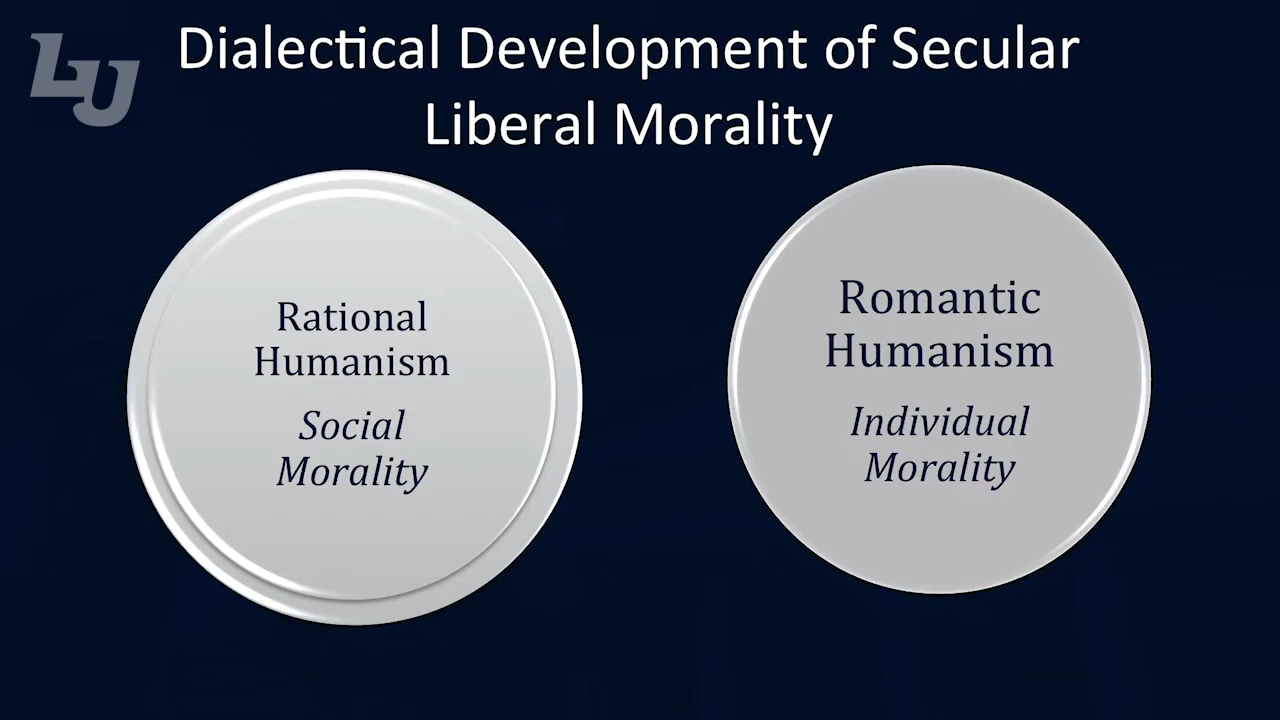 LU
Dialectical Development of Secular
Liberal Morality
Rational
Humanism
Social
Morality
Romantic
Humanism
Individual
Morality